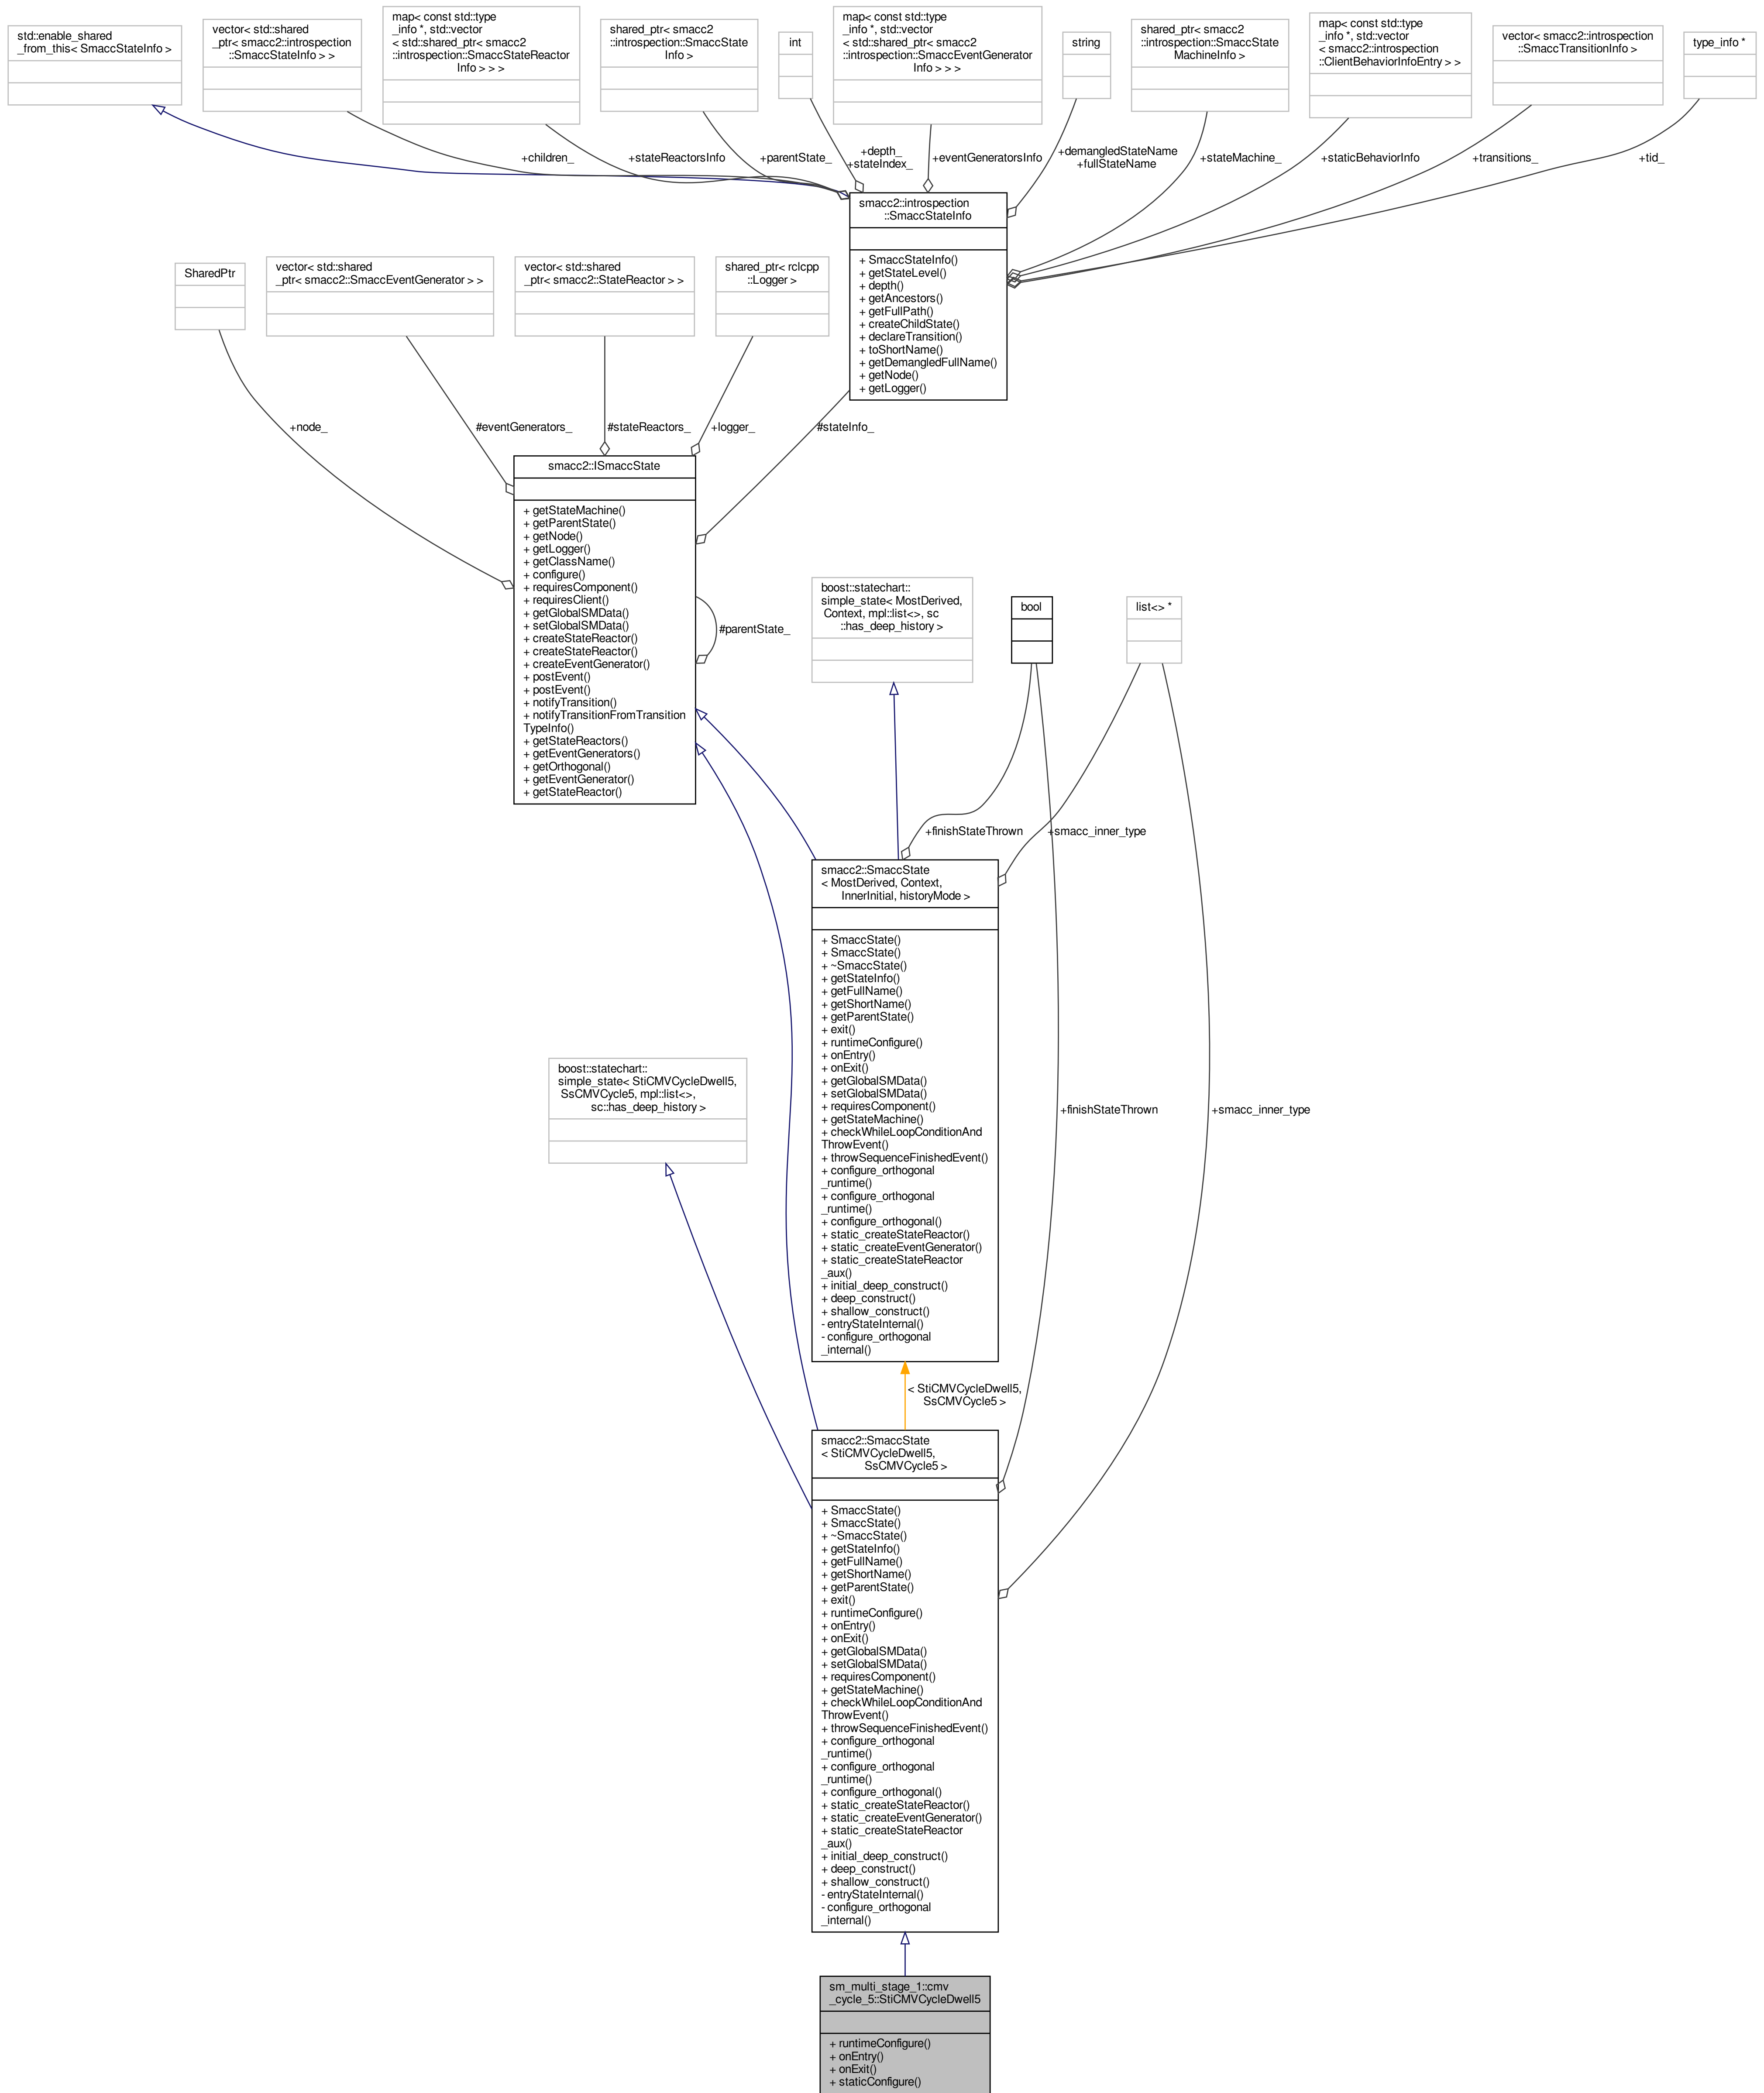 std::enable_shared
_from_this< SmaccStateInfo >
vector< std::shared
_ptr< smacc2::introspection
::SmaccStateInfo > >
map< const std::type
_info *, std::vector
< std::shared_ptr< smacc2
::introspection::SmaccStateReactor
Info > > >
shared_ptr< smacc2
::introspection::SmaccState
Info >
int
map< const std::type
_info *, std::vector
< std::shared_ptr< smacc2
::introspection::SmaccEventGenerator
Info > > >
string
shared_ptr< smacc2
::introspection::SmaccState
MachineInfo >
map< const std::type
_info *, std::vector
< smacc2::introspection
::ClientBehaviorInfoEntry > >
vector< smacc2::introspection
::SmaccTransitionInfo >
type_info *
+children_
+stateReactorsInfo
+parentState_
+depth_
+stateIndex_
+eventGeneratorsInfo
+demangledStateName
+fullStateName
+stateMachine_
+staticBehaviorInfo
+transitions_
+tid_
smacc2::introspection
::SmaccStateInfo
+ SmaccStateInfo()
+ getStateLevel()
+ depth()
+ getAncestors()
+ getFullPath()
+ createChildState()
+ declareTransition()
+ toShortName()
+ getDemangledFullName()
+ getNode()
+ getLogger()
SharedPtr
vector< std::shared
_ptr< smacc2::SmaccEventGenerator > >
vector< std::shared
_ptr< smacc2::StateReactor > >
shared_ptr< rclcpp
::Logger >
+node_
#eventGenerators_
#stateReactors_
+logger_
#stateInfo_
smacc2::ISmaccState
+ getStateMachine()
+ getParentState()
+ getNode()
+ getLogger()
+ getClassName()
+ configure()
+ requiresComponent()
+ requiresClient()
+ getGlobalSMData()
+ setGlobalSMData()
+ createStateReactor()
+ createStateReactor()
+ createEventGenerator()
+ postEvent()
+ postEvent()
+ notifyTransition()
+ notifyTransitionFromTransition
TypeInfo()
+ getStateReactors()
+ getEventGenerators()
+ getOrthogonal()
+ getEventGenerator()
+ getStateReactor()
#parentState_
boost::statechart::
simple_state< MostDerived,
Context, mpl::list<>, sc
::has_deep_history >
bool
list<> *
+finishStateThrown
+smacc_inner_type
smacc2::SmaccState
< MostDerived, Context,
InnerInitial, historyMode >
+ SmaccState()
+ SmaccState()
+ ~SmaccState()
+ getStateInfo()
+ getFullName()
+ getShortName()
+ getParentState()
+ exit()
+ runtimeConfigure()
+ onEntry()
+ onExit()
+ getGlobalSMData()
+ setGlobalSMData()
+ requiresComponent()
+ getStateMachine()
+ checkWhileLoopConditionAnd
ThrowEvent()
+ throwSequenceFinishedEvent()
+ configure_orthogonal
_runtime()
+ configure_orthogonal
_runtime()
+ configure_orthogonal()
+ static_createStateReactor()
+ static_createEventGenerator()
+ static_createStateReactor
_aux()
+ initial_deep_construct()
+ deep_construct()
+ shallow_construct()
- entryStateInternal()
- configure_orthogonal
_internal()
boost::statechart::
simple_state< StiCMVCycleDwell5,
SsCMVCycle5, mpl::list<>,
sc::has_deep_history >
+finishStateThrown
+smacc_inner_type
< StiCMVCycleDwell5,
SsCMVCycle5 >
smacc2::SmaccState
< StiCMVCycleDwell5,
SsCMVCycle5 >
+ SmaccState()
+ SmaccState()
+ ~SmaccState()
+ getStateInfo()
+ getFullName()
+ getShortName()
+ getParentState()
+ exit()
+ runtimeConfigure()
+ onEntry()
+ onExit()
+ getGlobalSMData()
+ setGlobalSMData()
+ requiresComponent()
+ getStateMachine()
+ checkWhileLoopConditionAnd
ThrowEvent()
+ throwSequenceFinishedEvent()
+ configure_orthogonal
_runtime()
+ configure_orthogonal
_runtime()
+ configure_orthogonal()
+ static_createStateReactor()
+ static_createEventGenerator()
+ static_createStateReactor
_aux()
+ initial_deep_construct()
+ deep_construct()
+ shallow_construct()
- entryStateInternal()
- configure_orthogonal
_internal()
sm_multi_stage_1::cmv
_cycle_5::StiCMVCycleDwell5
+ runtimeConfigure()
+ onEntry()
+ onExit()
+ staticConfigure()